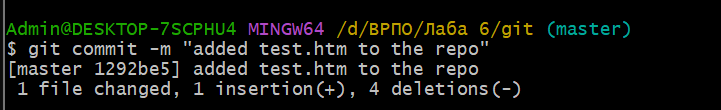 Admin@DESKTOP-7SCPHU4 MINGW64 /d/ВРПО/Лаба 6/git (master)
$ git commit -m "added test.htm to the repo"
[master 1292be5] added test.htm to the repo
 1 file changed, 1 insertion(+), 4 deletions(-)